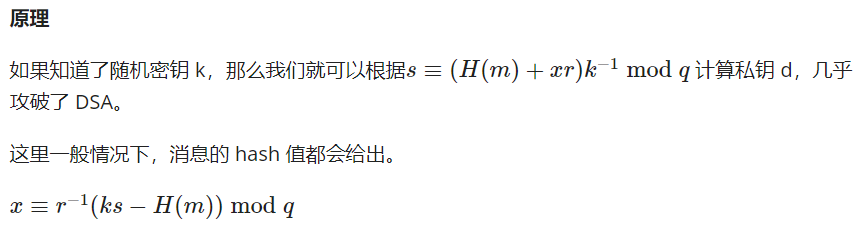 原理
如果知道了随机密钥 k，那么我们就可以根据s ≡ (H(m) + xr)k⁻¹ mod q 计算私钥 d，几乎
攻破了 DSA。
这里一般情况下，消息的 hash 值都会给出。
x ≡ r⁻¹(ks − H(m)) mod q